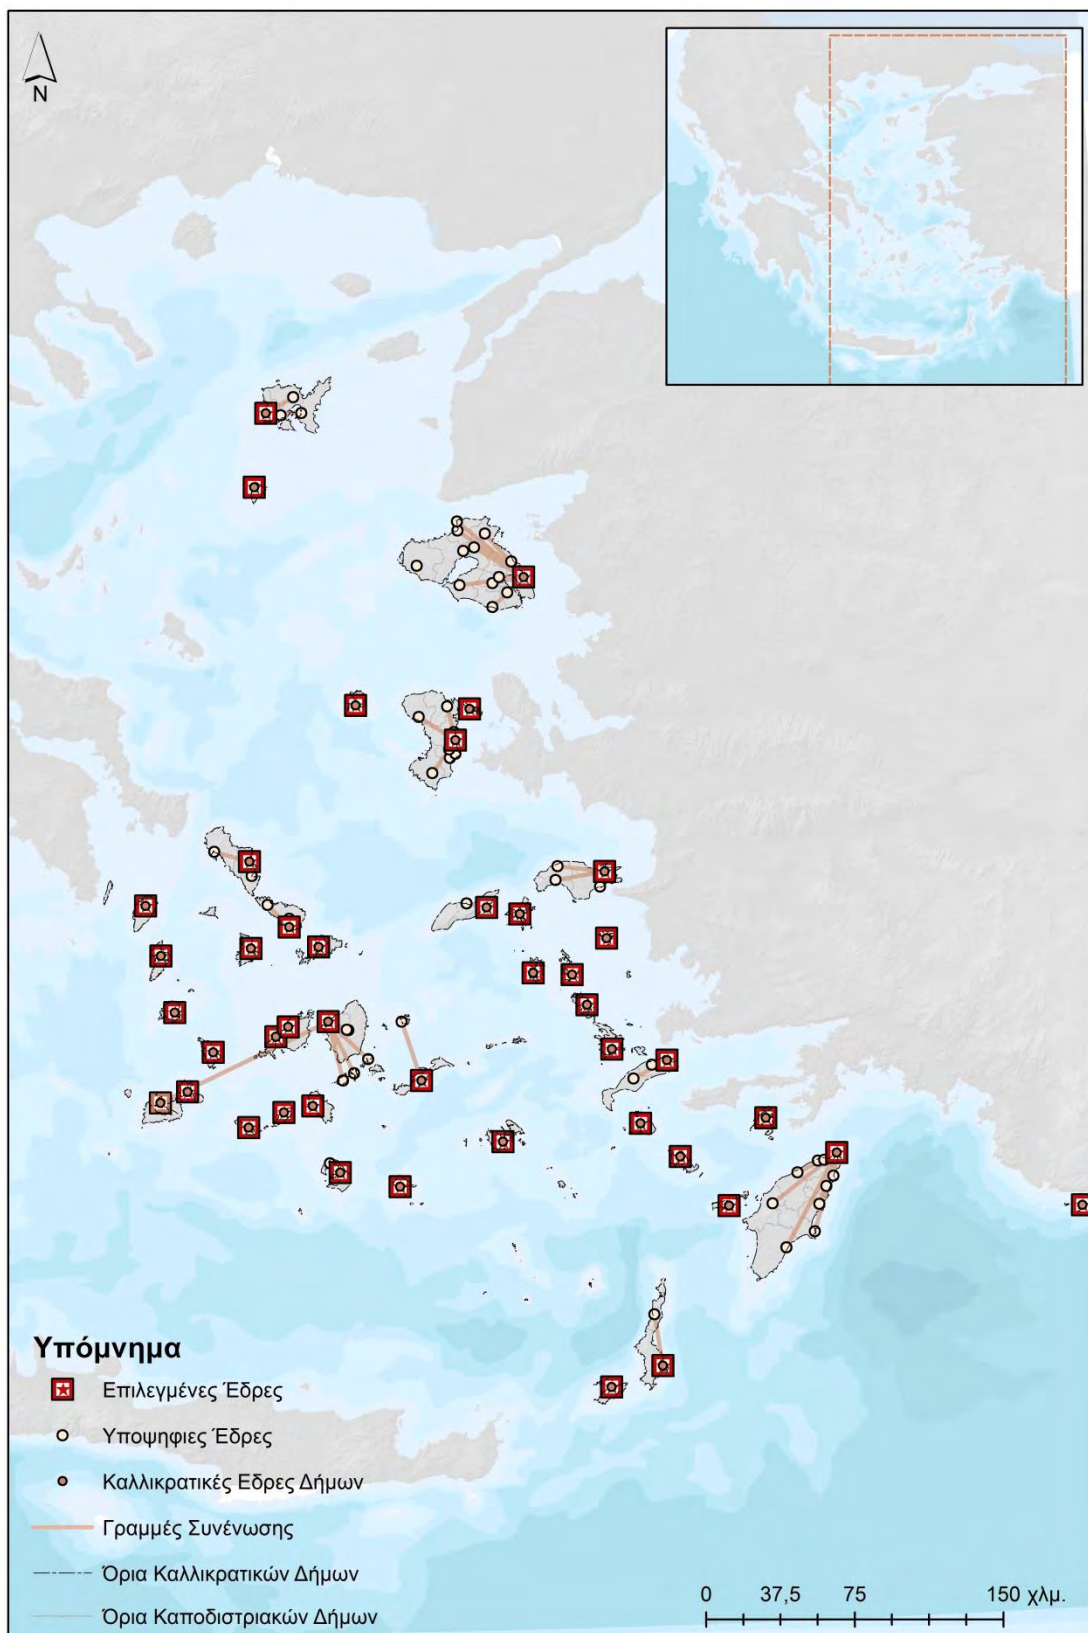 N
Υπόμνημα
Επιλεγμένες Έδρες
Υποψηφιες Έδρες
Καλλικρατικές Εδρες Δήμων
Γραμμές Συνένωσης
Όρια Καλλικρατικών Δήμων
Όρια Καποδιστριακών Δήμων
0 37,5 75 150 χλμ.